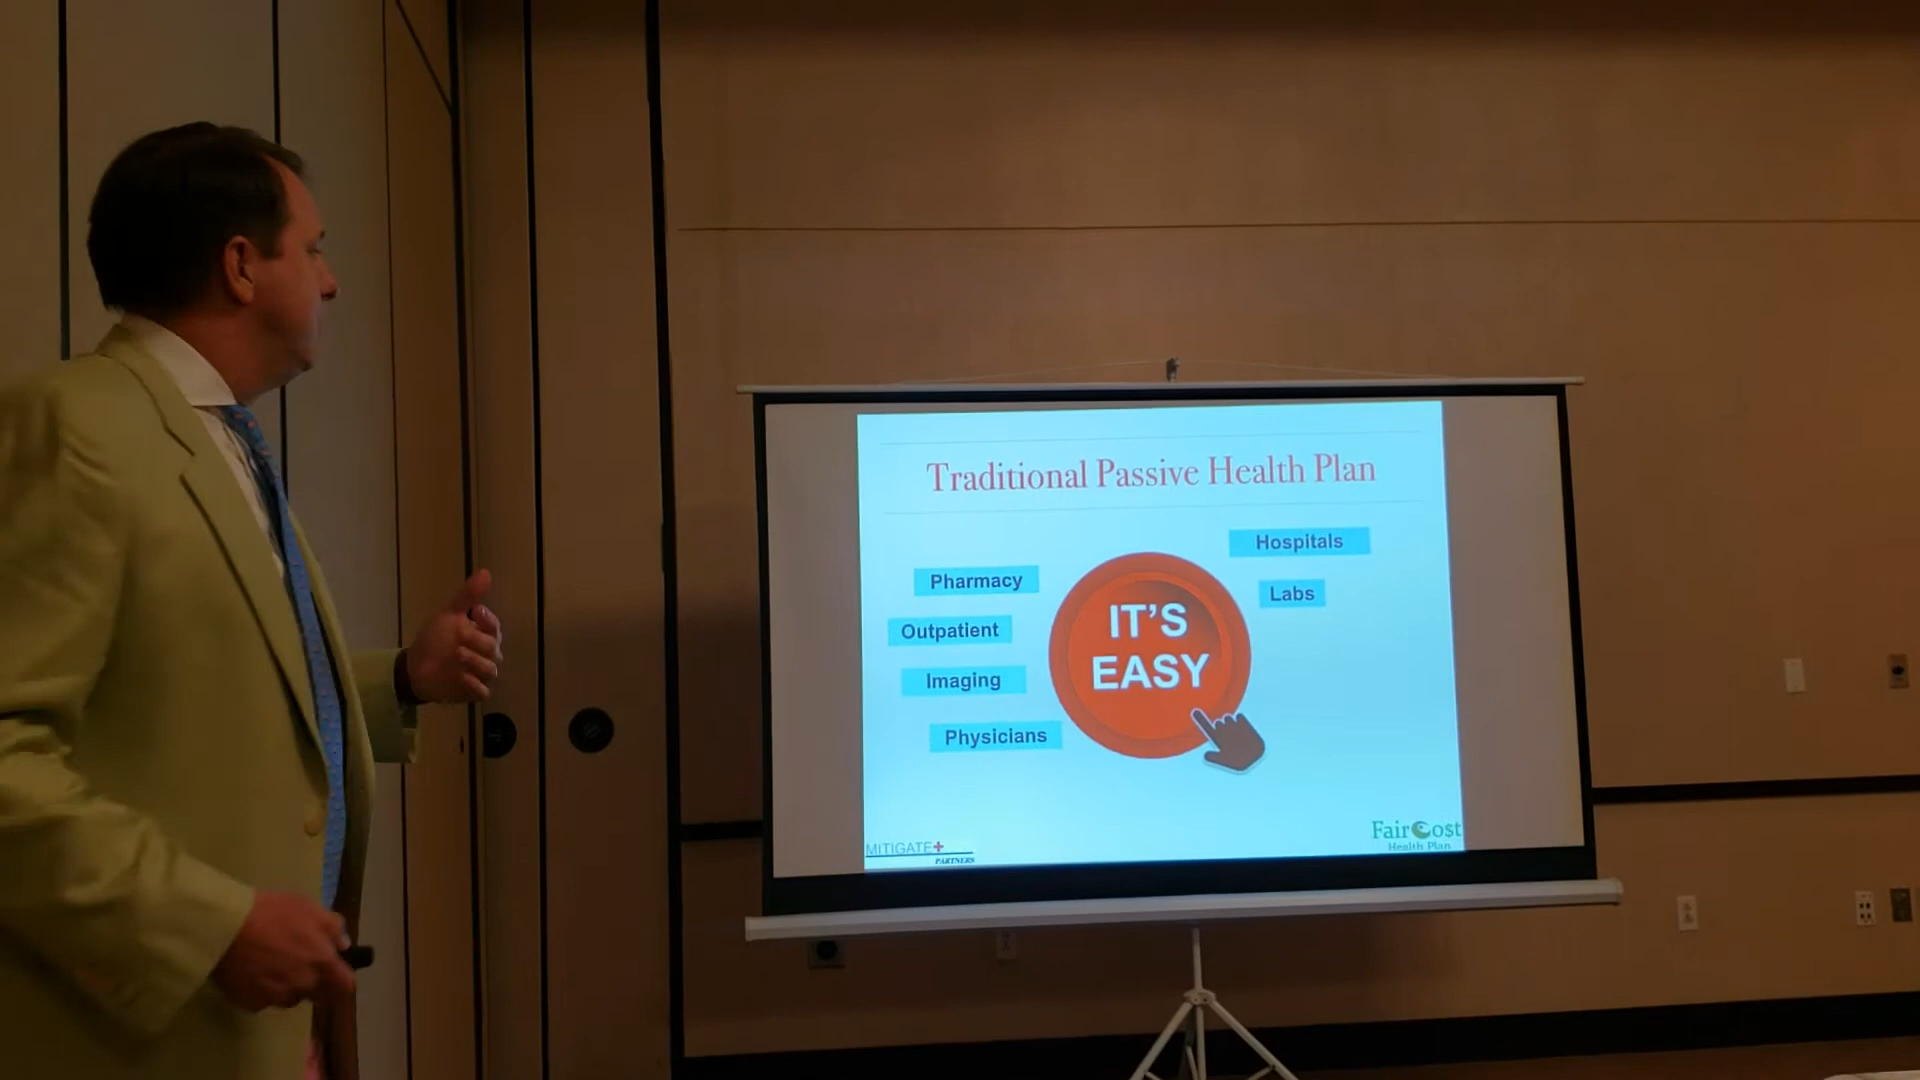 Traditional Passive Health Plan
Hospitals
Pharmacy
Labs
Outpatient
Imaging
Physicians
IT'S
EASY
MITIGATE+
PARTNERS
FairCost
Health Plan